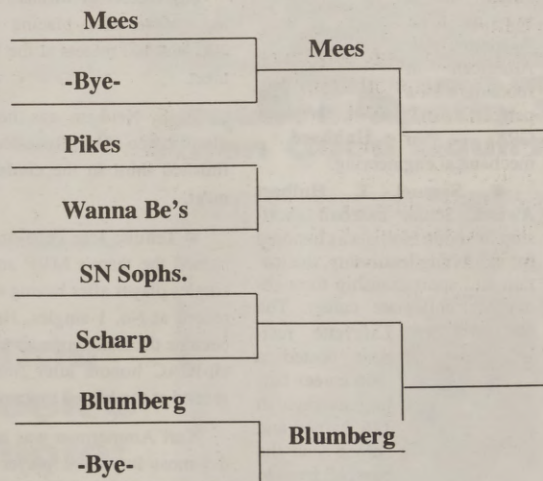 Mees
Mees
-Bye-
Pikes
Wanna Be's
SN Sophs.
Scharp
Blumberg
Blumberg
-Bye-